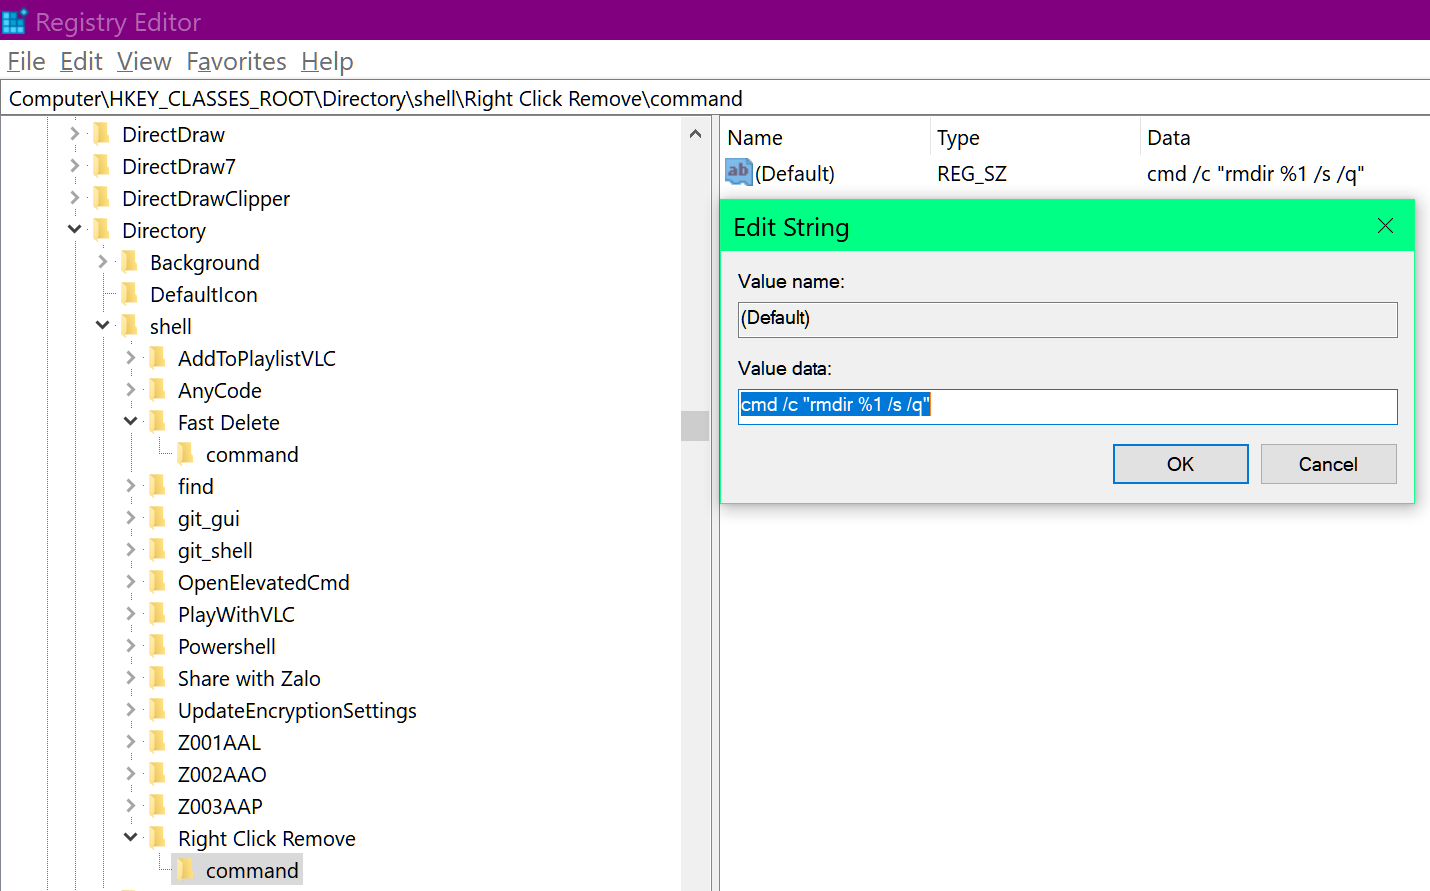 Registry Editor
File Edit View Favorites Help
Computer\HKEY_CLASSES_ROOT\Directory\shell\Right Click Remove\command
DirectDraw
DirectDraw7
DirectDrawClipper
Directory
Background
DefaultIcon
shell
AddToPlaylistVLC
AnyCode
Fast Delete
command
find
git_gui
git_shell
OpenElevatedCmd
PlayWithVLC
Powershell
Share with Zalo
UpdateEncryptionSettings
Z001AAL
Z002AAO
Z003AAP
Right Click Remove
command
Name Type Data
ab (Default) REG_SZ cmd /c "rmdir %1 /s /q"
Edit String
Value name:
(Default)
Value data:
cmd /c "rmdir %1 /s /q"
OK Cancel